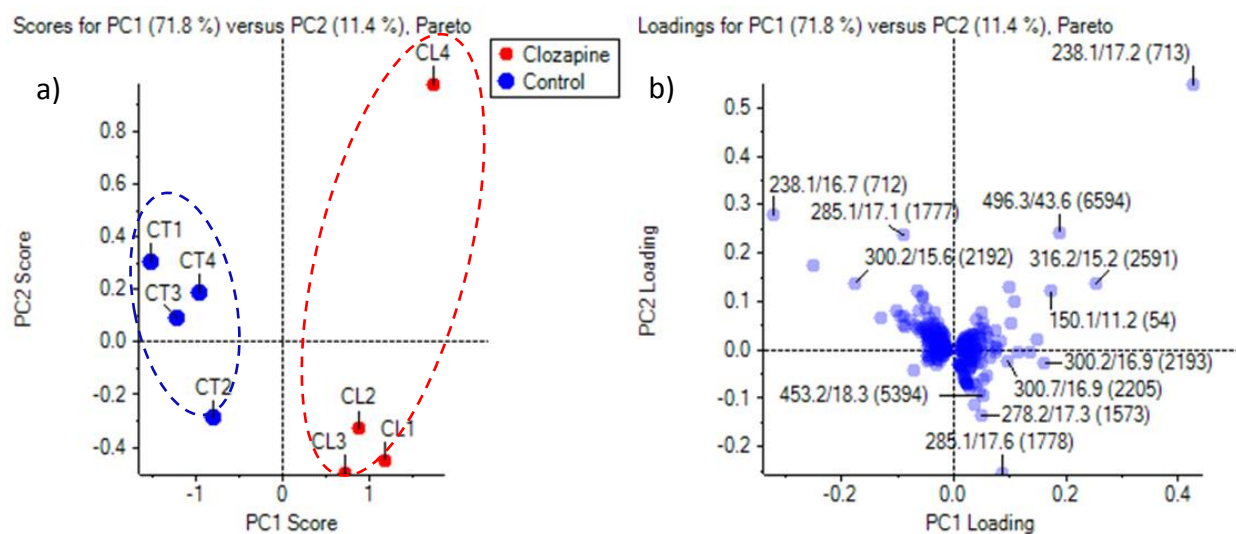 Scores for PC1 (71.8 %) versus PC2 (11.4 %), Pareto
a)
Clozapine
Control
CL4
CT1
CT4
CT3
CT2
CL2
CL3
CL1
0.8
0.6
0.4
0.2
0.0
-0.2
-0.4
PC2 Score
-1
0
1
PC1 Score
Loadings for PC1 (71.8 %) versus PC2 (11.4 %), Pareto
b)
238.1/17.2 (713)
238.1/16.7 (712)
285.1/17.1 (1777)
496.3/43.6 (6594)
300.2/15.6 (2192)
316.2/15.2 (2591)
150.1/11.2 (54)
300.2/16.9 (2193)
453.2/18.3 (5394)
300.7/16.9 (2205)
278.2/17.3 (1573)
285.1/17.6 (1778)
0.5
0.4
0.3
0.2
0.1
0.0
-0.1
-0.2
PC2 Loading
-0.2
0.0
0.2
0.4
PC1 Loading